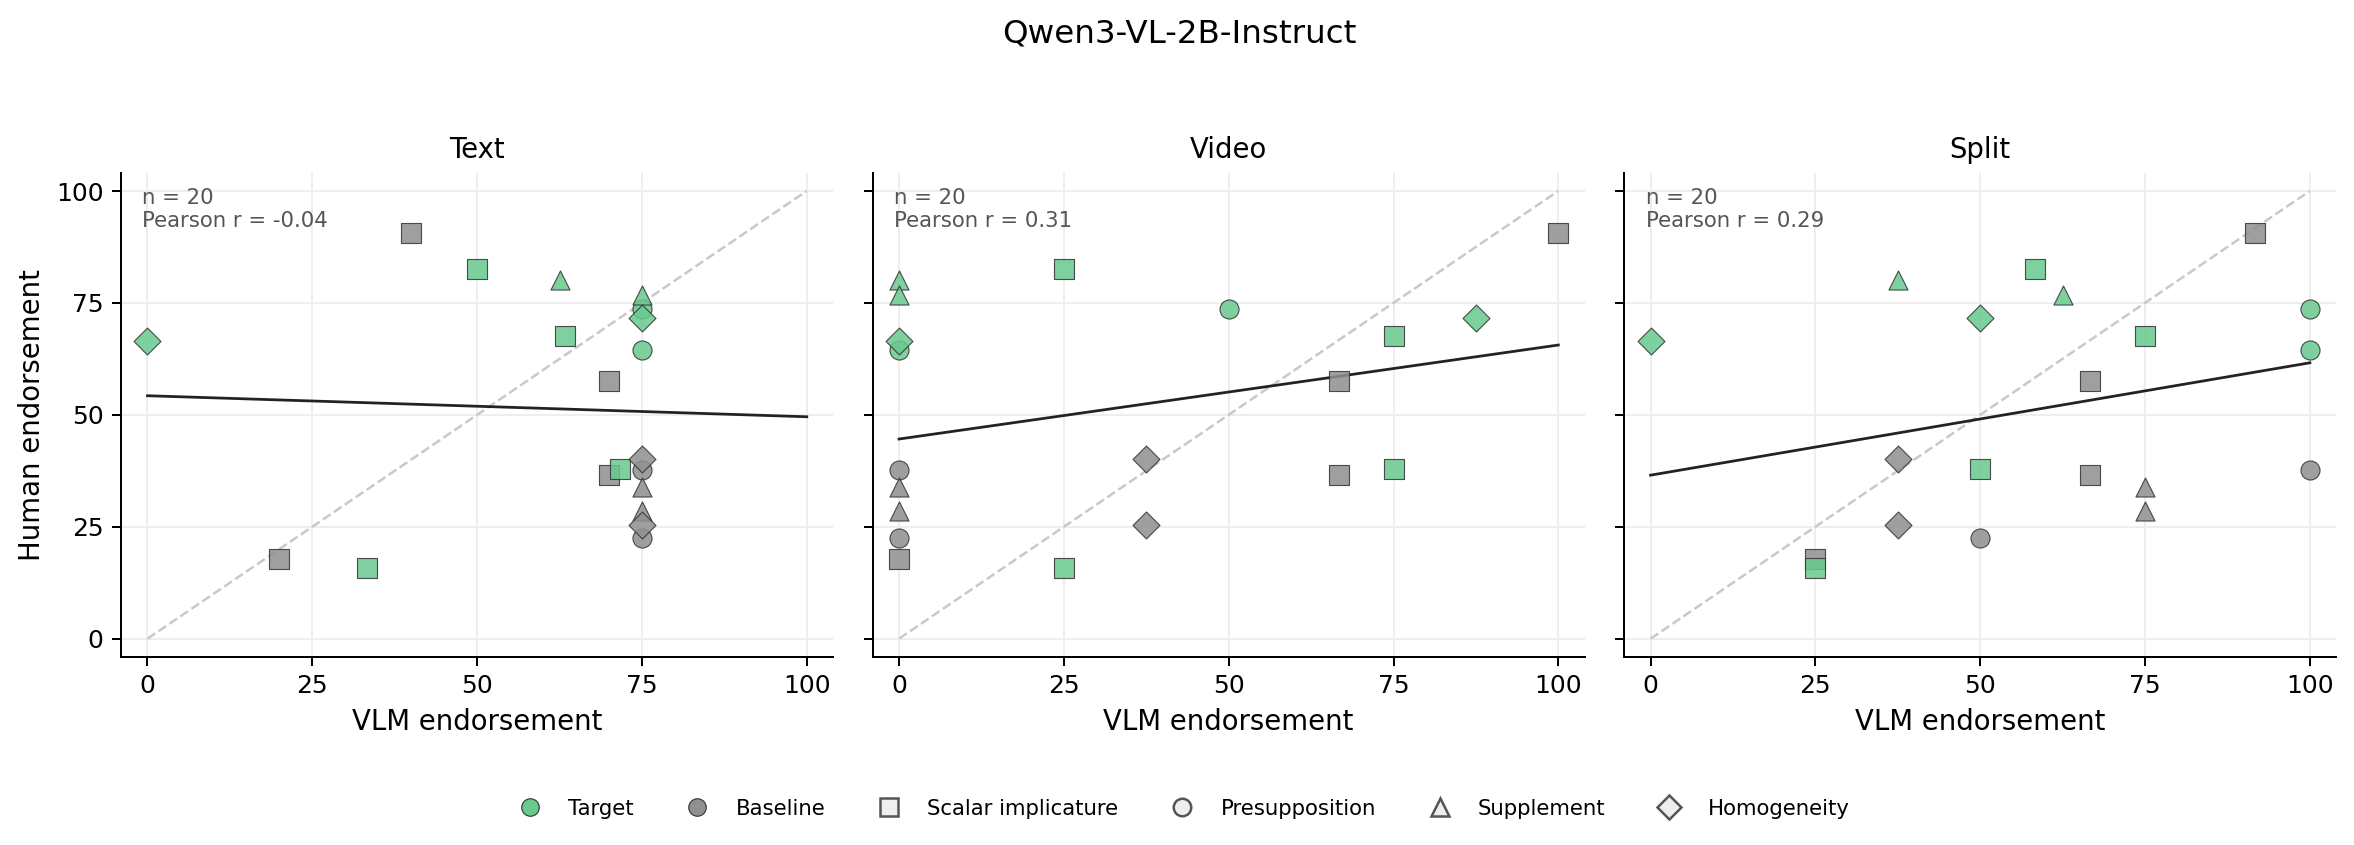 Qwen3-VL-2B-Instruct
Text
n = 20
Pearson r = -0.04
Human endorsement
100
75
50
25
0
0 25 50 75 100
VLM endorsement
Video
n = 20
Pearson r = 0.31
0 25 50 75 100
VLM endorsement
Split
n = 20
Pearson r = 0.29
0 25 50 75 100
VLM endorsement
Target Baseline Scalar implicature Presupposition Supplement Homogeneity